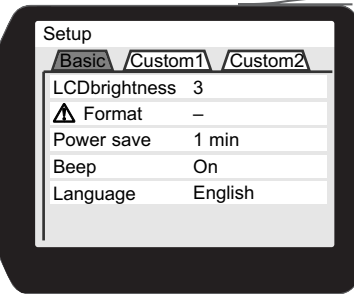 Setup
Basic Custom1 Custom2
LCDbrightness 3
Format –
Power save 1 min
Beep On
Language English